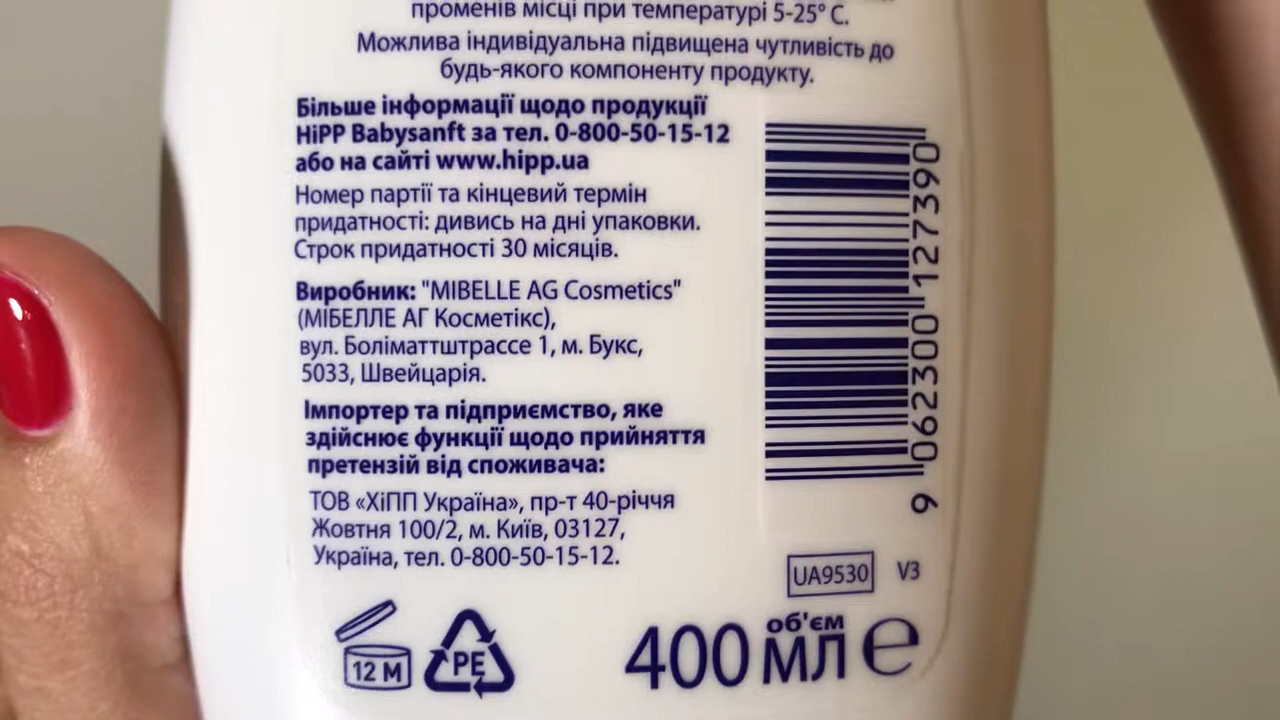 променів місці при температурі 5-25° С.
Можлива індивідуальна підвищена чутливість до
будь-якого компоненту продукту.
Більше інформації щодо продукції
HiPP Babysanft за тел. 0-800-50-15-12
або на сайті www.hipp.ua
Номер партії та кінцевий термін
придатності: дивись на дні упаковки.
Строк придатності 30 місяців.
Виробник: "MIBELLE AG Cosmetics"
(МІБЕЛЛЕ АГ Косметікс),
вул. Боліматтштрассе 1, м. Букс,
5033, Швейцарія.
Імпортер та підприємство, яке
здійснює функції щодо прийняття
претензій від споживача:
ТОВ «ХіПП Україна», пр-т 40-річчя
Жовтня 100/2, м. Київ, 03127,
Україна, тел. 0-800-50-15-12.
9 062300 127390
UA9530 V3
12 M
PE
об'єм
400 мл e